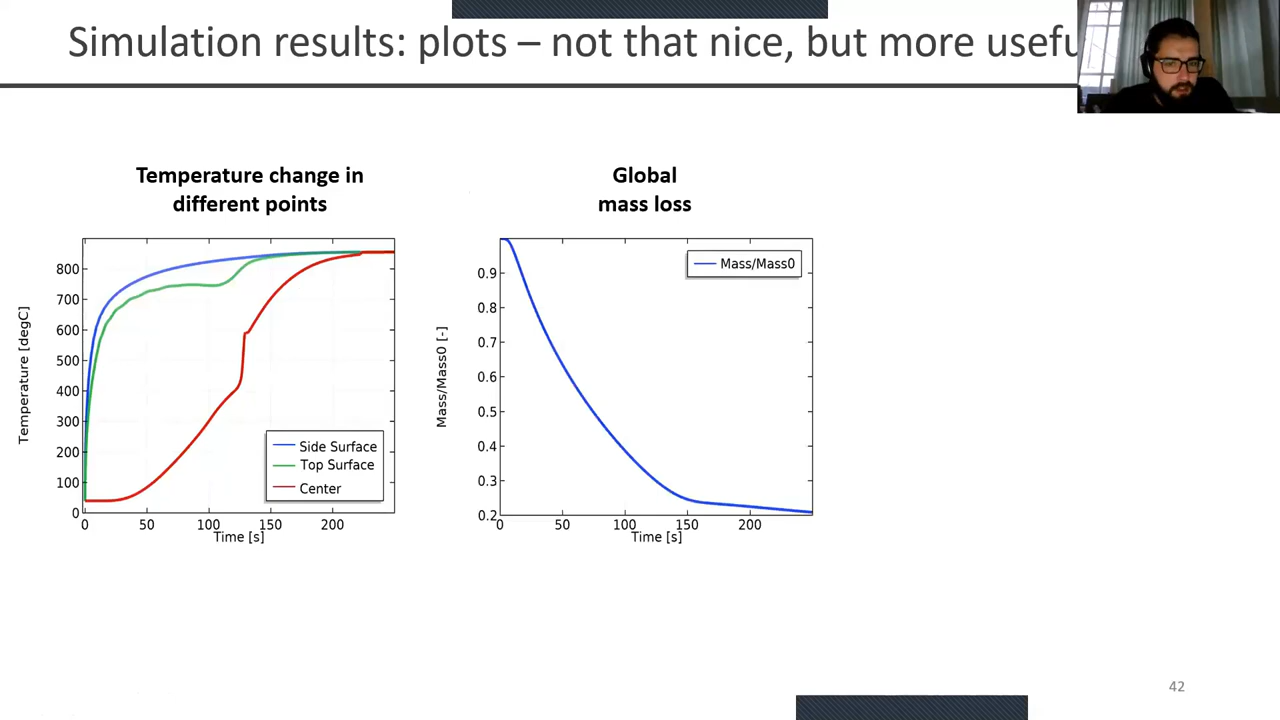 Simulation results: plots – not that nice, but more usefu
Temperature change in
different points
Global
mass loss
Temperature [degC]
800
700
600
500
400
300
200
100
0
0 50 100 150 200
Time [s]
Side Surface
Top Surface
Center
Mass/Mass0 [-]
0.9
0.8
0.7
0.6
0.5
0.4
0.3
0.2
0 50 100 150 200
Time [s]
Mass/Mass0
42